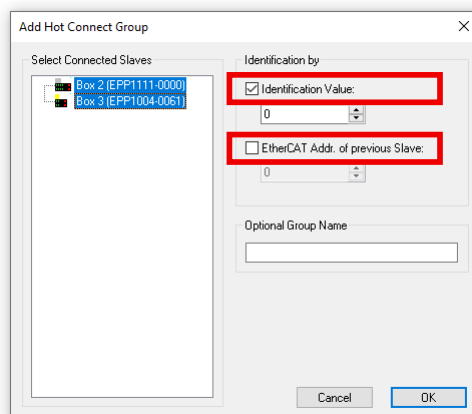 Add Hot Connect Group
Select Connected Slaves
Box 2 (EPP1111-0000)
Box 3 (EPP1004-0061)
Identification by
Identification Value:
0
EtherCAT Addr. of previous Slave:
0
Optional Group Name
Cancel
OK